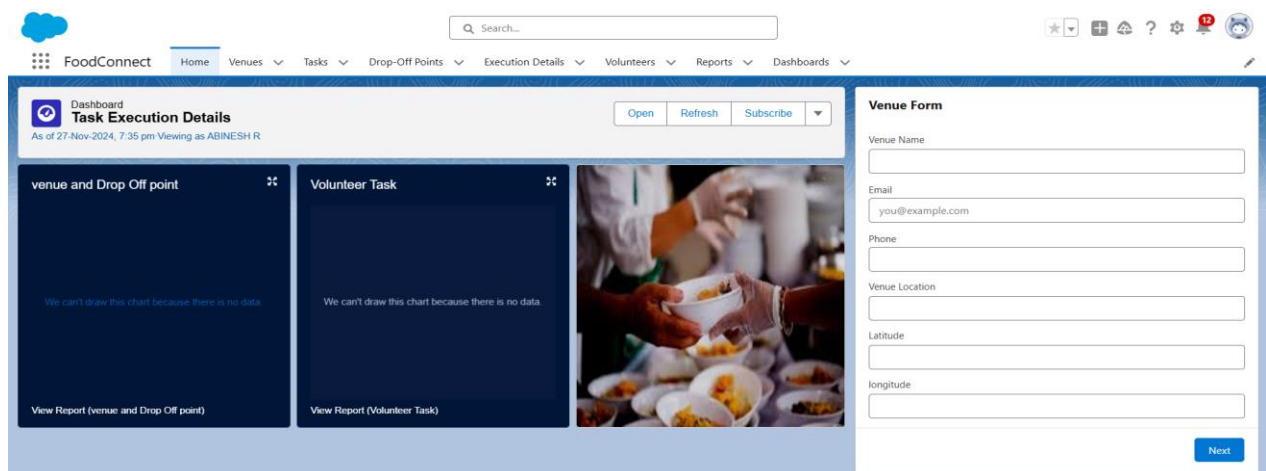 Search...
12
FoodConnect Home Venues Tasks Drop-Off Points Execution Details Volunteers Reports Dashboards
Dashboard
Task Execution Details
As of 27-Nov-2024, 7:35 pm·Viewing as ABINESH R
Open Refresh Subscribe
venue and Drop Off point
We can't draw this chart because there is no data.
View Report (venue and Drop Off point)
Volunteer Task
We can't draw this chart because there is no data.
View Report (Volunteer Task)
Venue Form
Venue Name
Email
you@example.com
Phone
Venue Location
Latitude
longitude
Next